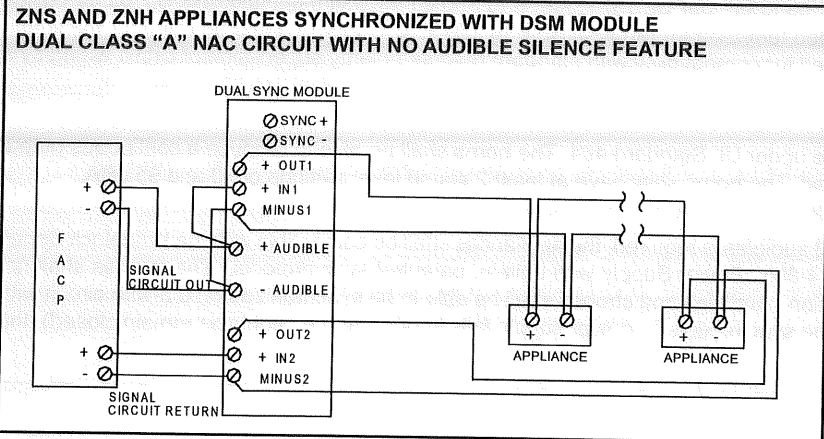 ZNS AND ZNH APPLIANCES SYNCHRONIZED WITH DSM MODULE
DUAL CLASS “A” NAC CIRCUIT WITH NO AUDIBLE SILENCE FEATURE
DUAL SYNC MODULE
SYNC +
SYNC -
+ OUT1
+ IN1
MINUS1
+ AUDIBLE
- AUDIBLE
+ OUT2
+ IN2
MINUS2
+
-
F
A
C
P
+
-
SIGNAL
CIRCUIT OUT
SIGNAL
CIRCUIT RETURN
+ -
APPLIANCE
+ -
APPLIANCE